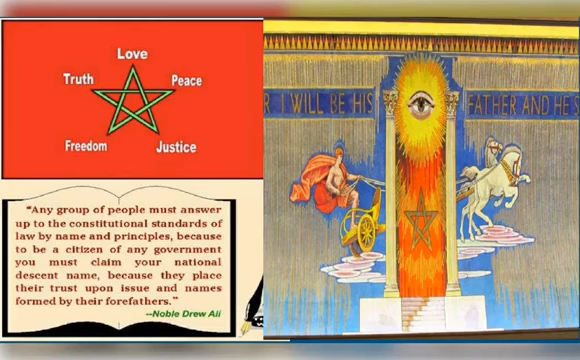 Love
Truth
Peace
Freedom
Justice
"Any group of people must answer
up to the constitutional standards of
law by name and principles, because
to be a citizen of any government
you must claim your national
descent name, because they place
their trust upon issue and names
formed by their forefathers."
--Noble Drew Ali
R I WILL BE HIS FATHER AND HE S